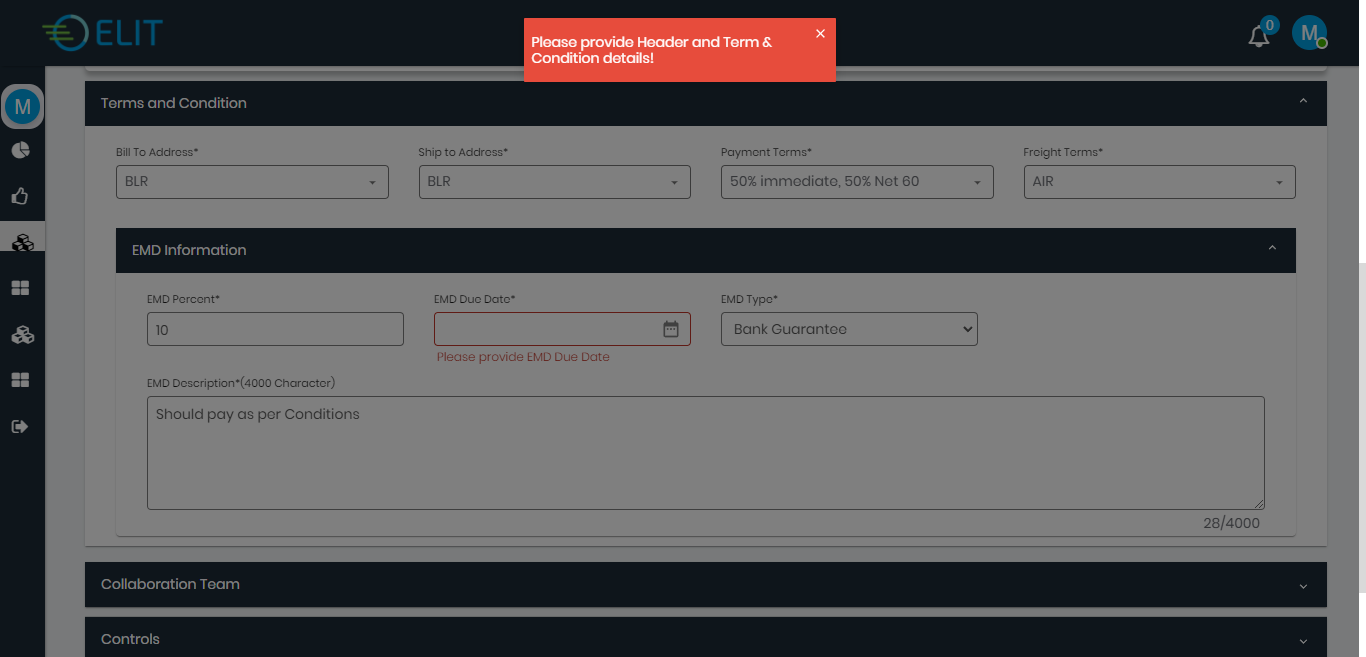 ELIT
Please provide Header and Term &
Condition details!
0
M
M
Terms and Condition
Bill To Address*
Ship to Address*
Payment Terms*
Freight Terms*
BLR
BLR
50% immediate, 50% Net 60
AIR
EMD Information
EMD Percent*
EMD Due Date*
EMD Type*
10
Bank Guarantee
Please provide EMD Due Date
EMD Description*(4000 Character)
Should pay as per Conditions
28/4000
Collaboration Team
Controls